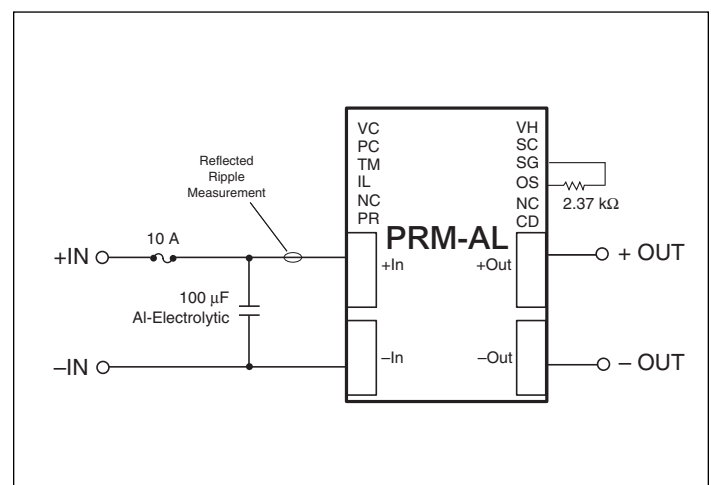 VC
PC
TM
IL
NC
PR
VH
SC
SG
OS
NC
CD
2.37 kΩ
PRM-AL
Reflected
Ripple
Measurement
10 A
+IN
+In
+Out
+ OUT
100 μF
Al-Electrolytic
–IN
–In
–Out
– OUT